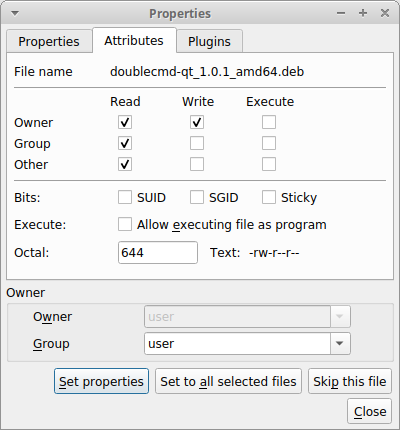 Properties
Properties Attributes Plugins
File name doublecmd-qt_1.0.1_amd64.deb
Read Write Execute
Owner
Group
Other
Bits: SUID SGID Sticky
Execute: Allow executing file as program
Octal: 644 Text: -rw-r--r--
Owner
Owner user
Group user
Set properties Set to all selected files Skip this file
Close